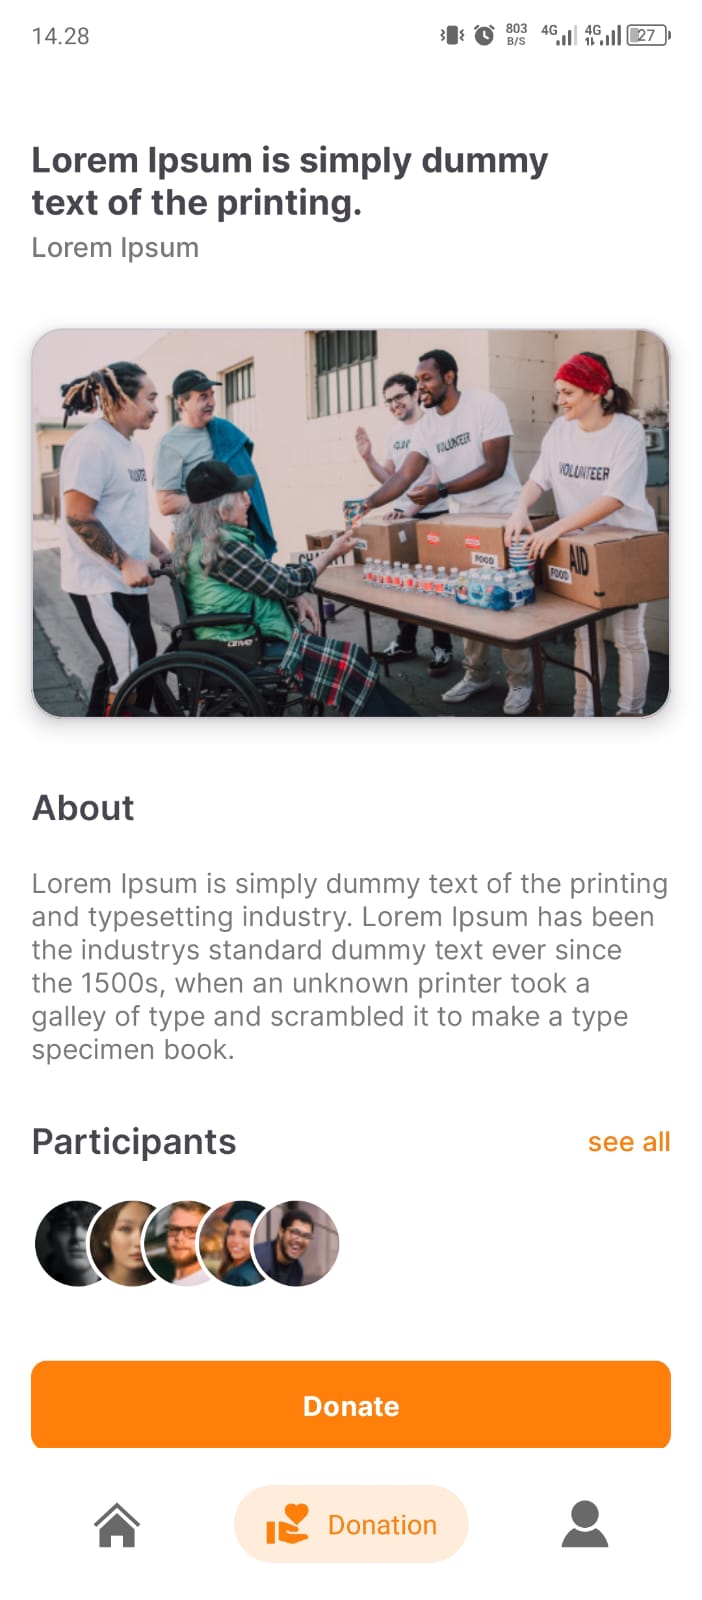 14.28
803
B/S
4G
4G
27
Lorem Ipsum is simply dummy
text of the printing.
Lorem Ipsum
VOLUNTEER
VOLUNTEER
FOOD
FOOD
AID
About
Lorem Ipsum is simply dummy text of the printing
and typesetting industry. Lorem Ipsum has been
the industrys standard dummy text ever since
the 1500s, when an unknown printer took a
galley of type and scrambled it to make a type
specimen book.
Participants
see all
Donate
Donation